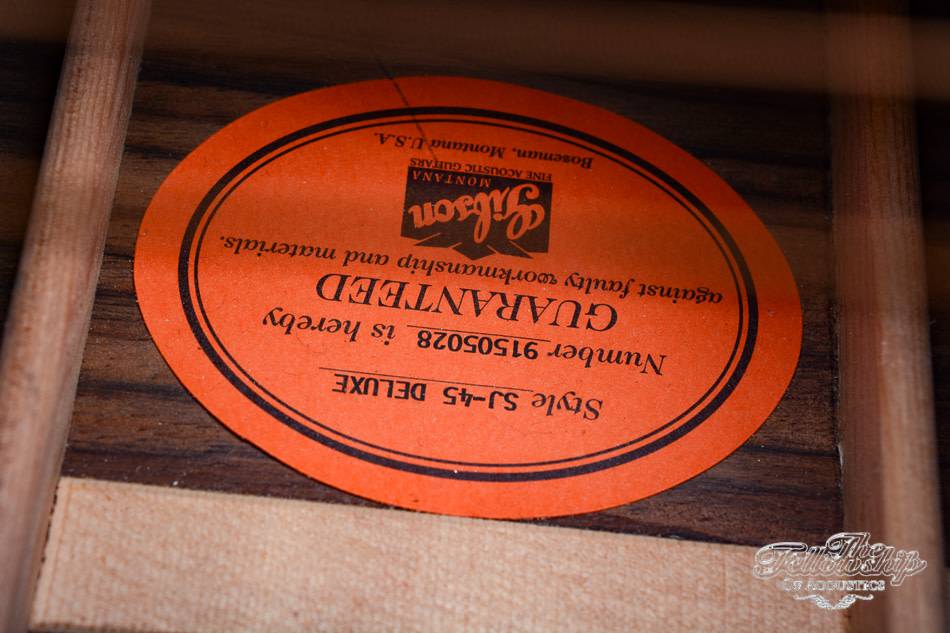 Style SJ-45 DELUXE
Number 91505028 is hereby
GUARANTEED
against faulty workmanship and materials.
Gibson
MONTANA
FINE ACOUSTIC GUITARS
Bozeman, Montana U.S.A.
The
Fellowship
OF ACOUSTICS